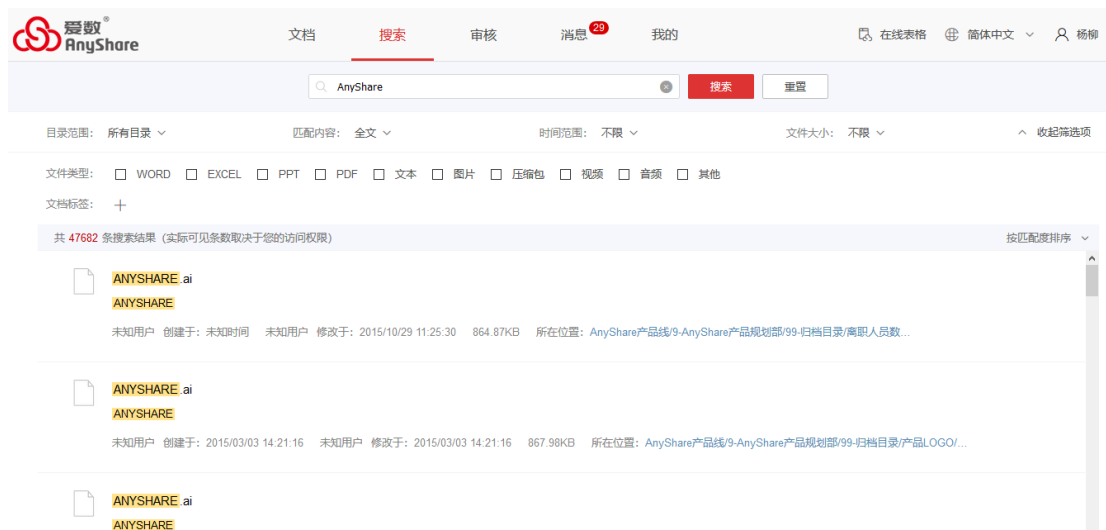 爱数®
AnyShare
文档 搜索 审核 消息 29 我的 在线表格 简体中文 杨柳
AnyShare 搜索 重置
目录范围： 所有目录 匹配内容： 全文 时间范围： 不限 文件大小： 不限 收起筛选项
文件类型： WORD EXCEL PPT PDF 文本 图片 压缩包 视频 音频 其他
文档标签： +
共 47682 条搜索结果（实际可见条数取决于您的访问权限） 按匹配度排序
ANYSHARE.ai
ANYSHARE
未知用户 创建于：未知时间 未知用户 修改于：2015/10/29 11:25:30 864.87KB 所在位置：AnyShare产品线/9-AnyShare产品规划部/99-归档目录/离职人员数...
ANYSHARE.ai
ANYSHARE
未知用户 创建于：2015/03/03 14:21:16 未知用户 修改于：2015/03/03 14:21:16 867.98KB 所在位置：AnyShare产品线/9-AnyShare产品规划部/99-归档目录/产品LOGO/...
ANYSHARE.ai
ANYSHARE